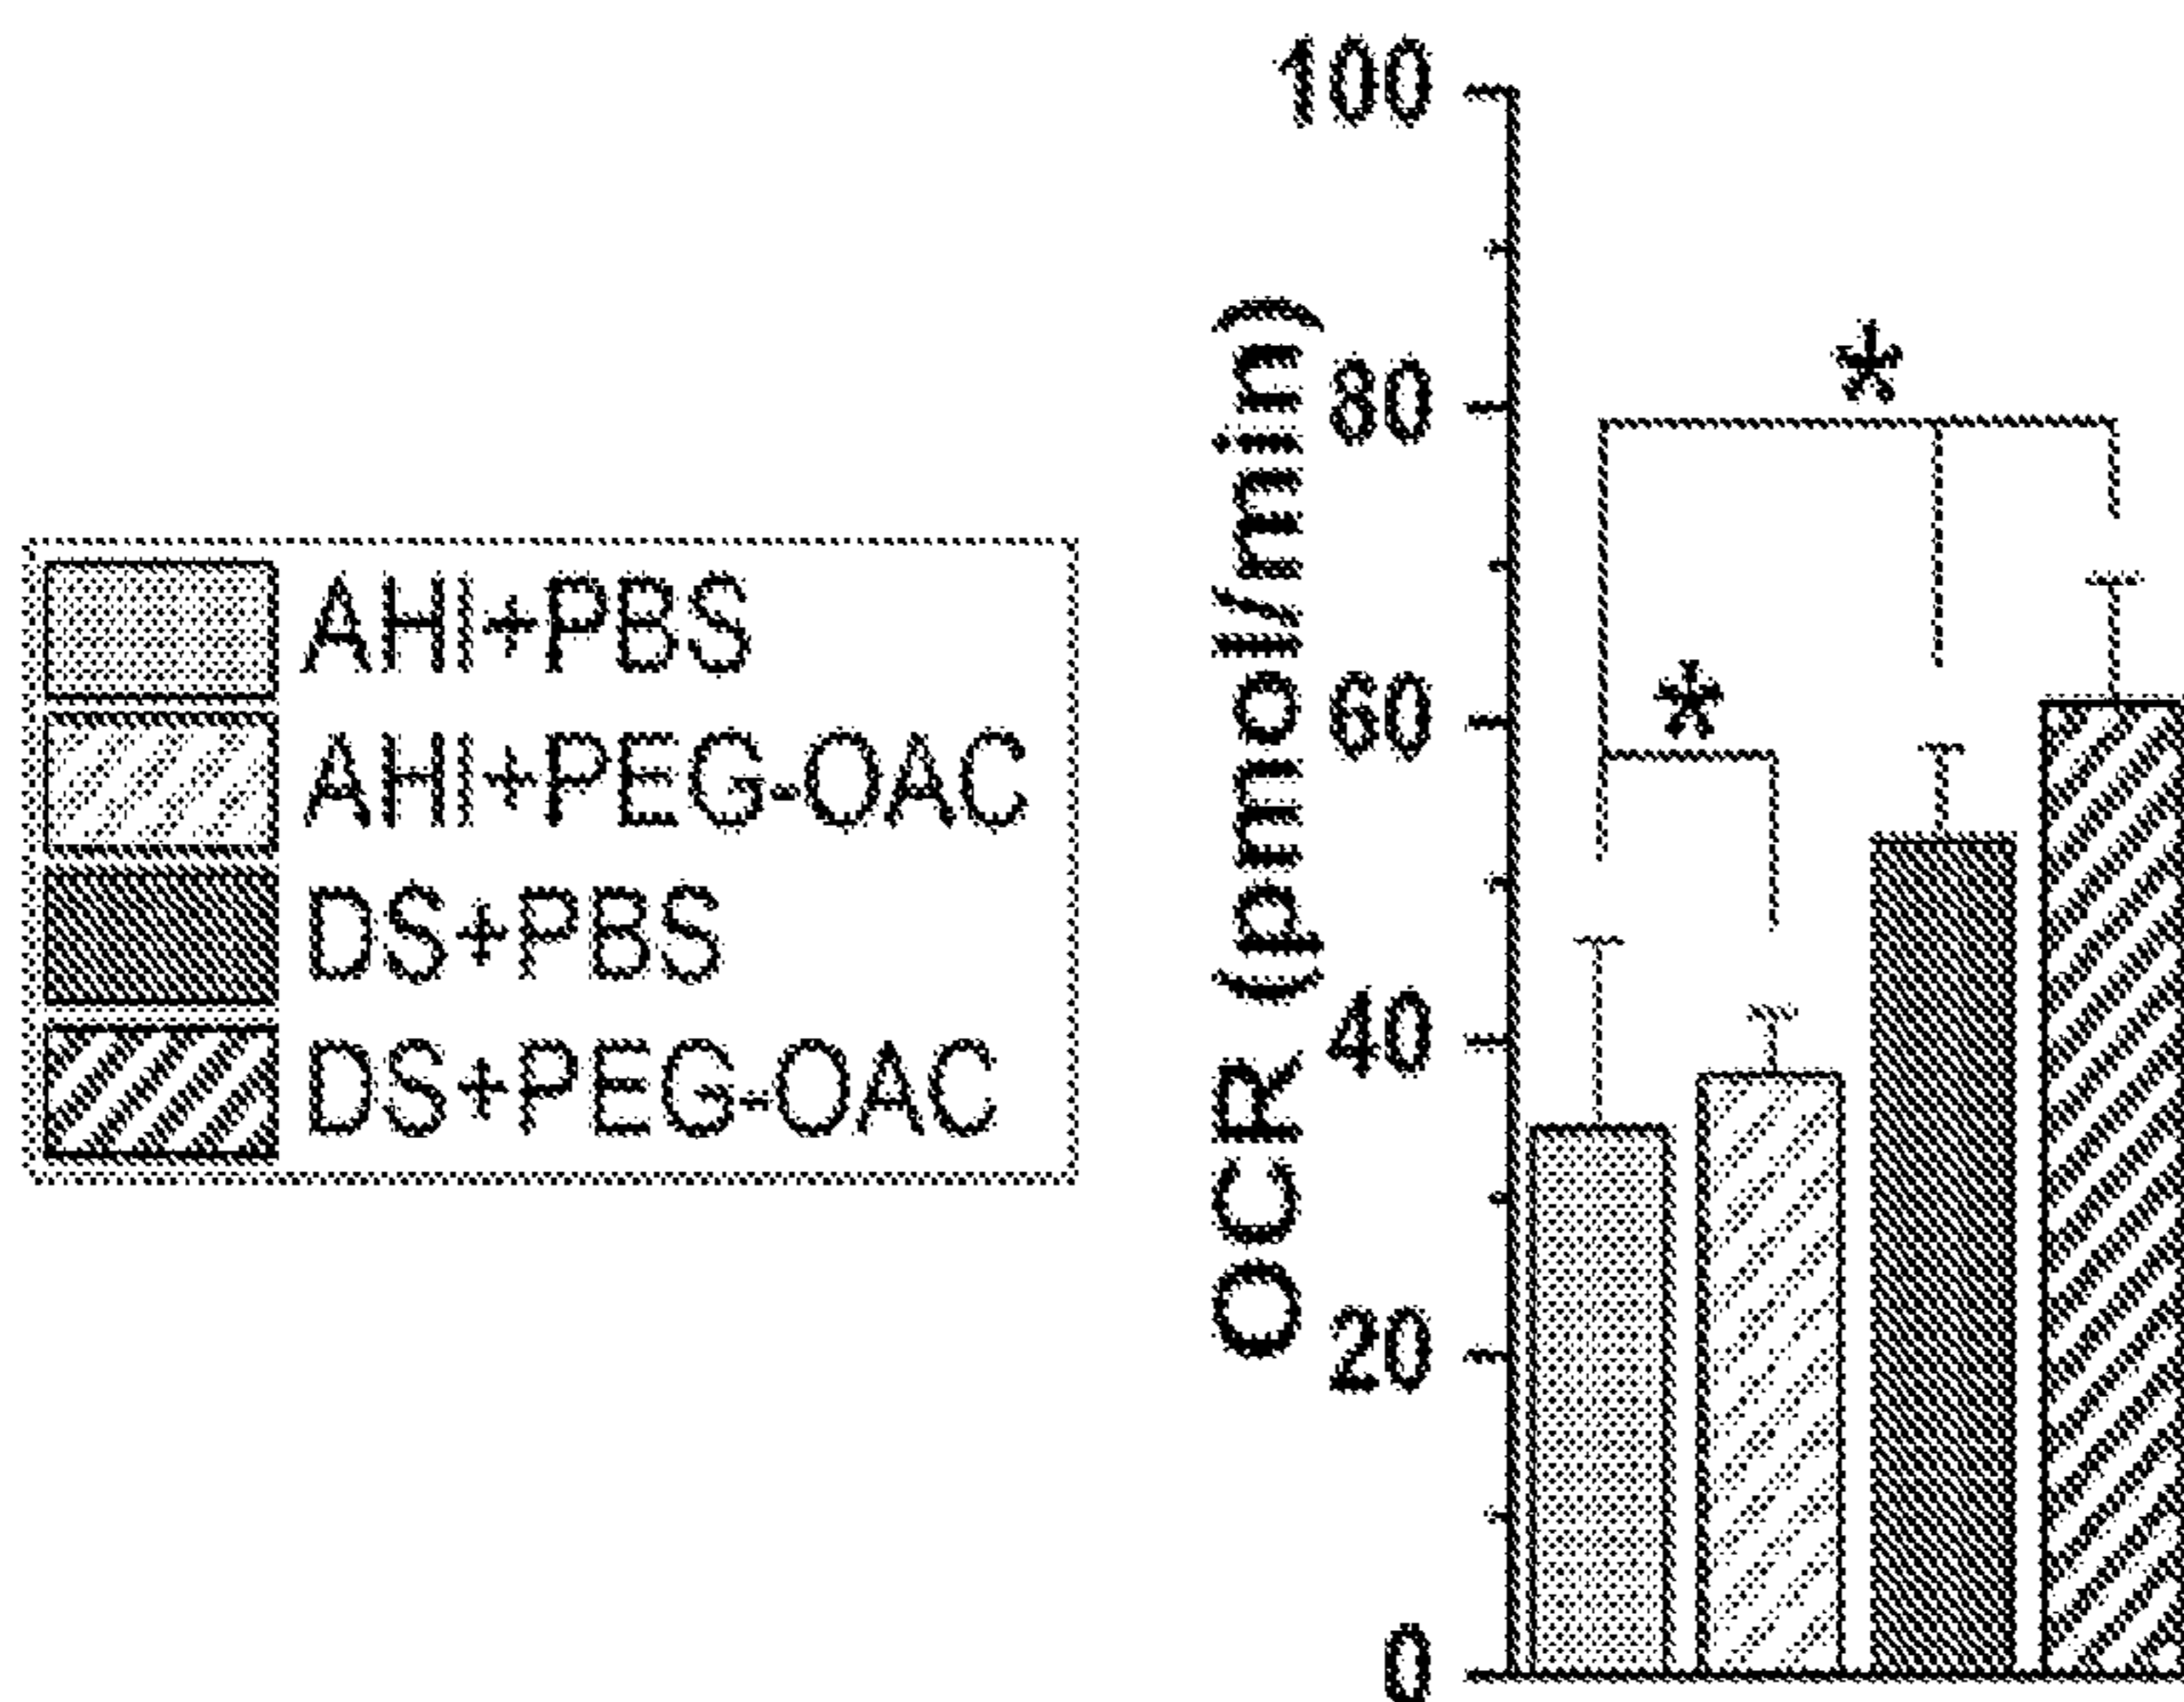 AHI+PBS
AHI+PEG-OAC
DS+PBS
DS+PEG-OAC
OCR (pmol/min)
100
80
60
40
20
0
*
*